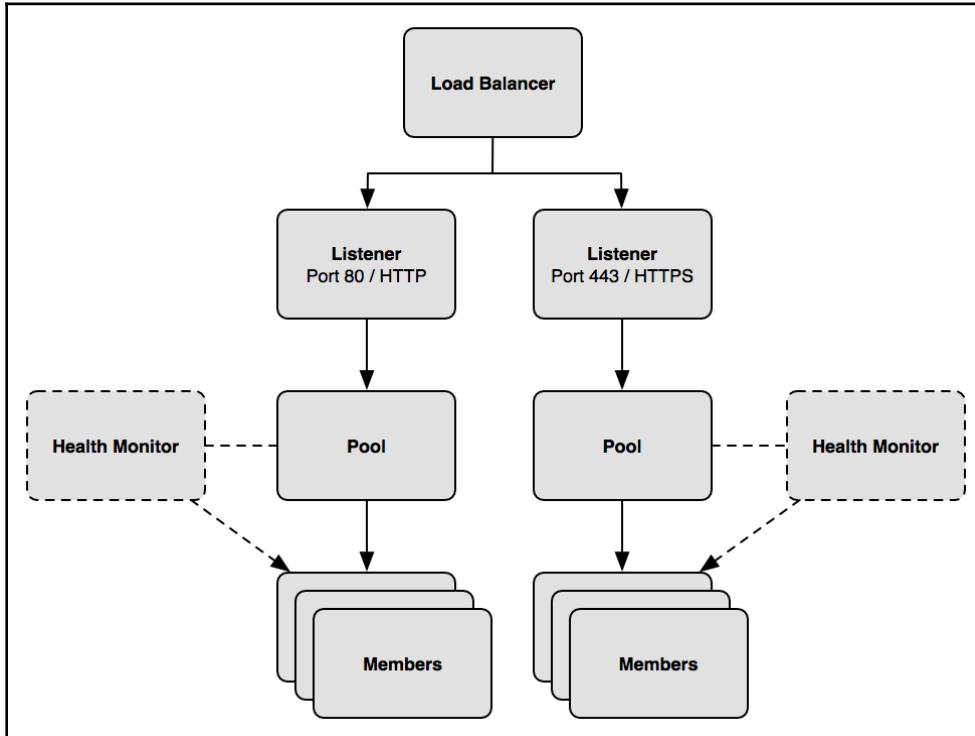 Load Balancer
Listener
Port 80 / HTTP
Listener
Port 443 / HTTPS
Health Monitor
Pool
Pool
Health Monitor
Members
Members